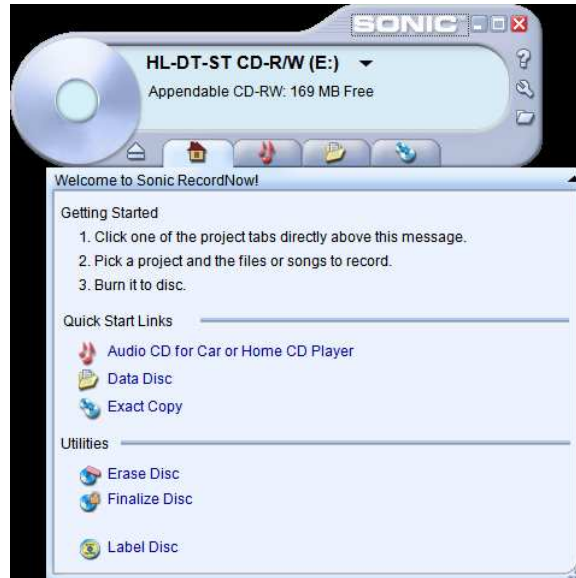 SONIC
HL-DT-ST CD-R/W (E:)
Appendable CD-RW: 169 MB Free
Welcome to Sonic RecordNow!
Getting Started
1. Click one of the project tabs directly above this message.
2. Pick a project and the files or songs to record.
3. Burn it to disc.
Quick Start Links
Audio CD for Car or Home CD Player
Data Disc
Exact Copy
Utilities
Erase Disc
Finalize Disc
Label Disc